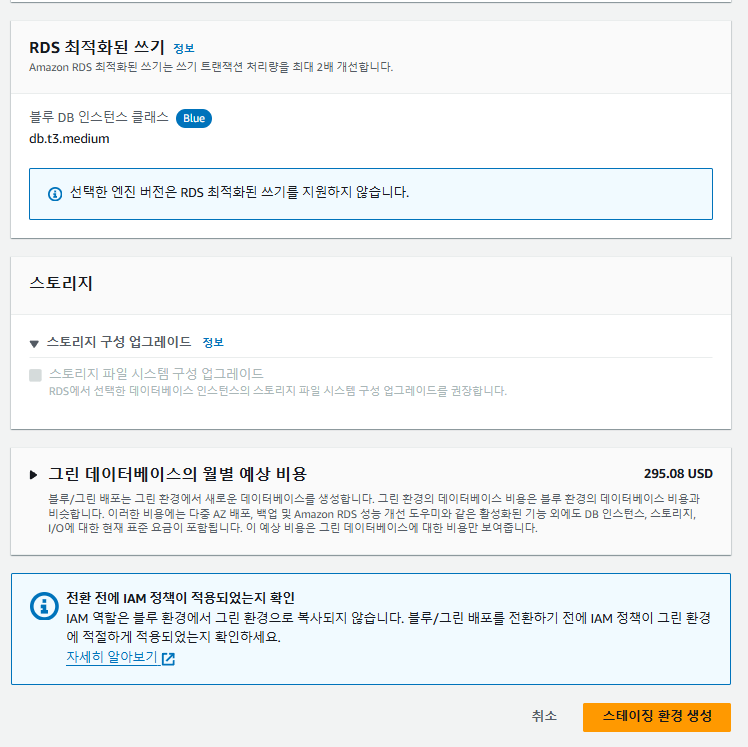 RDS 최적화된 쓰기 정보
Amazon RDS 최적화된 쓰기는 쓰기 트랜잭션 처리량을 최대 2배 개선합니다.
블루 DB 인스턴스 클래스 Blue
db.t3.medium
선택한 엔진 버전은 RDS 최적화된 쓰기를 지원하지 않습니다.
스토리지
스토리지 구성 업그레이드 정보
스토리지 파일 시스템 구성 업그레이드
RDS에서 선택한 데이터베이스 인스턴스의 스토리지 파일 시스템 구성 업그레이드를 권장합니다.
그린 데이터베이스의 월별 예상 비용 295.08 USD
블루/그린 배포는 그린 환경에서 새로운 데이터베이스를 생성합니다. 그린 환경의 데이터베이스 비용은 블루 환경의 데이터베이스 비용과
비슷합니다. 이러한 비용에는 다중 AZ 배포, 백업 및 Amazon RDS 성능 개선 도우미와 같은 활성화된 기능 외에도 DB 인스턴스, 스토리지,
I/O에 대한 현재 표준 요금이 포함됩니다. 이 예상 비용은 그린 데이터베이스에 대한 비용만 보여줍니다.
전환 전에 IAM 정책이 적용되었는지 확인
IAM 역할은 블루 환경에서 그린 환경으로 복사되지 않습니다. 블루/그린 배포를 전환하기 전에 IAM 정책이 그린 환경
에 적절하게 적용되었는지 확인하세요.
자세히 알아보기
취소 스테이징 환경 생성